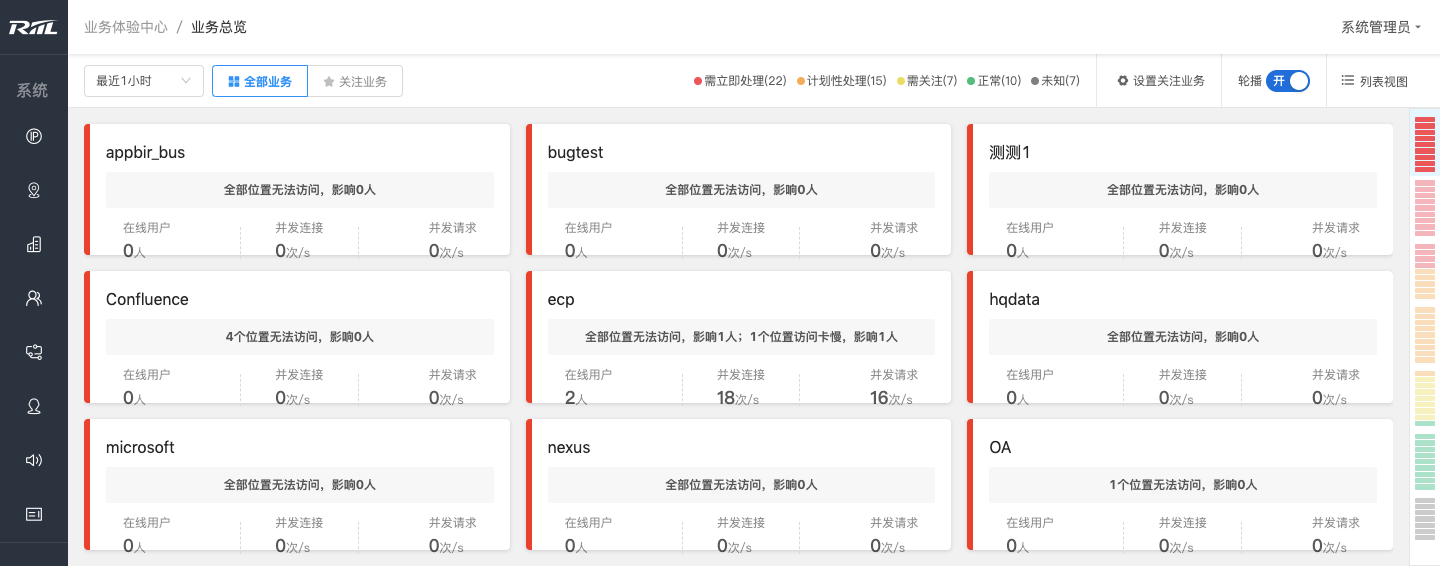 RIIL
业务体验中心 / 业务总览
系统管理员
系统
最近1小时
全部业务
关注业务
需立即处理(22) 计划性处理(15) 需关注(7) 正常(10) 未知(7)
设置关注业务
轮播 开
列表视图
appbir_bus
全部位置无法访问，影响0人
在线用户 并发连接 并发请求
0人 0次/s 0次/s
bugtest
全部位置无法访问，影响0人
在线用户 并发连接 并发请求
0人 0次/s 0次/s
测测1
全部位置无法访问，影响0人
在线用户 并发连接 并发请求
0人 0次/s 0次/s
Confluence
4个位置无法访问，影响0人
在线用户 并发连接 并发请求
0人 0次/s 0次/s
ecp
全部位置无法访问，影响1人；1个位置访问卡慢，影响1人
在线用户 并发连接 并发请求
2人 18次/s 16次/s
hqdata
全部位置无法访问，影响0人
在线用户 并发连接 并发请求
0人 0次/s 0次/s
microsoft
全部位置无法访问，影响0人
在线用户 并发连接 并发请求
0人 0次/s 0次/s
nexus
全部位置无法访问，影响0人
在线用户 并发连接 并发请求
0人 0次/s 0次/s
OA
1个位置无法访问，影响0人
在线用户 并发连接 并发请求
0人 0次/s 0次/s